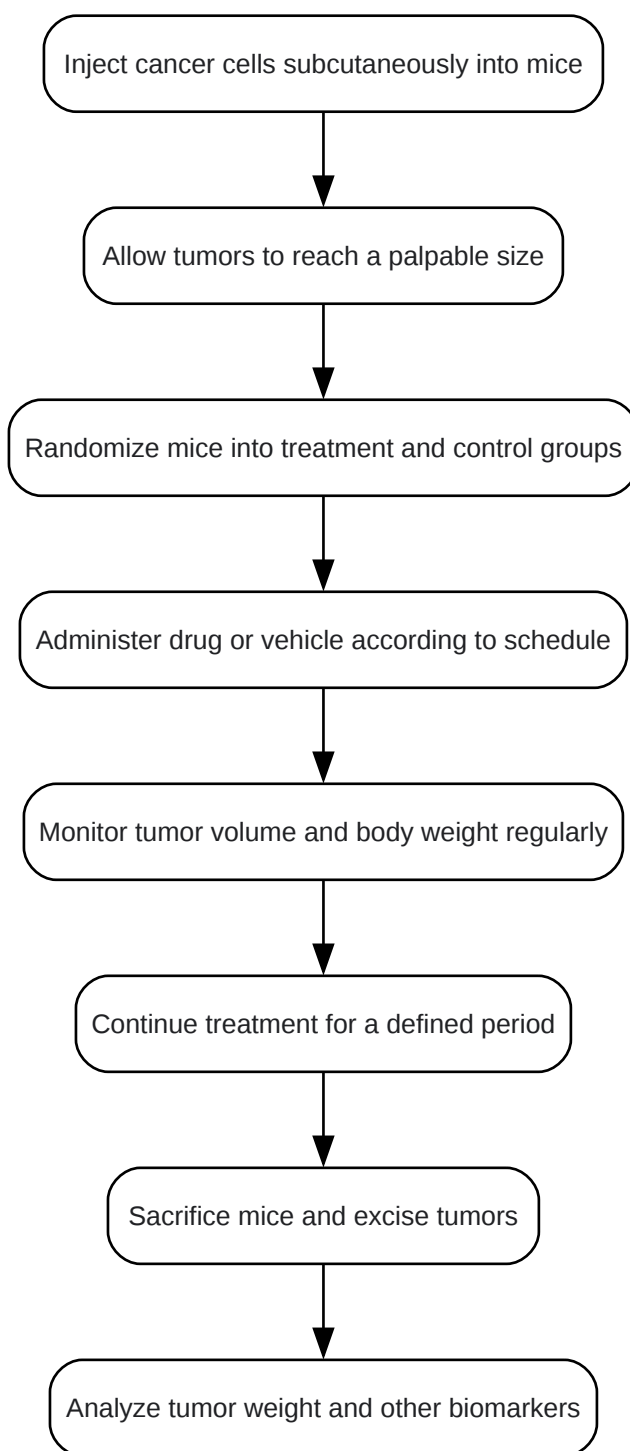 Inject cancer cells subcutaneously into mice
Allow tumors to reach a palpable size
Randomize mice into treatment and control groups
Administer drug or vehicle according to schedule
Monitor tumor volume and body weight regularly
Continue treatment for a defined period
Sacrifice mice and excise tumors
Analyze tumor weight and other biomarkers